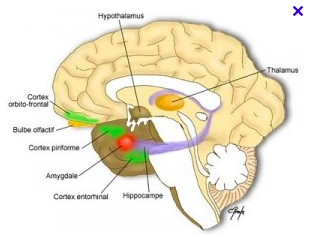 Hypothalamus
Thalamus
Cortex
orbito-frontal
Bulbe olfactif
Cortex piriforme
Amygdale
Cortex entorhinal
Hippocampe